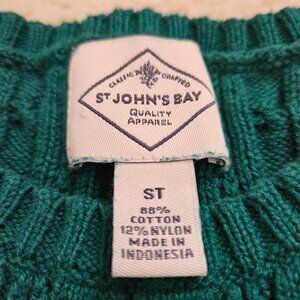 CLASSIC CRAFTED
ST JOHN'S BAY
QUALITY
APPAREL
ST
88%
COTTON
12% NYLON
MADE IN
INDONESIA